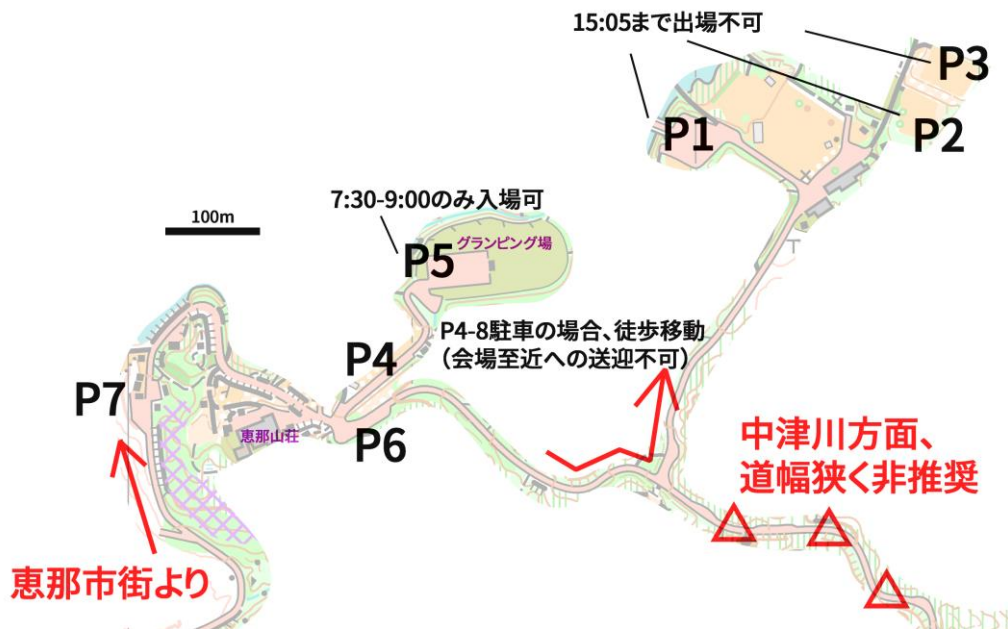 15:05まで出場不可
P3
P1
P2
7:30-9:00のみ入場可
100m
グランピング場
P5
P4-8駐車の場合、徒歩移動
（会場至近への送迎不可）
P4
P7
恵那山荘
P6
中津川方面、
道幅狭く非推奨
恵那市街より